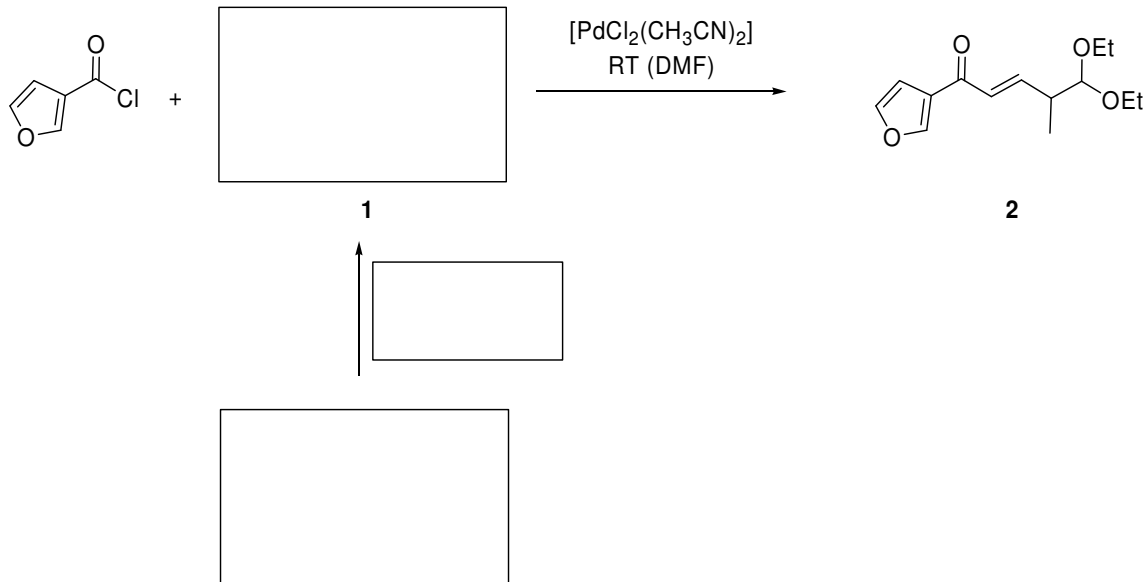 [PdCl2(CH3CN)2]
RT (DMF)
O
Cl
O
+
O
OEt
OEt
O
1
2